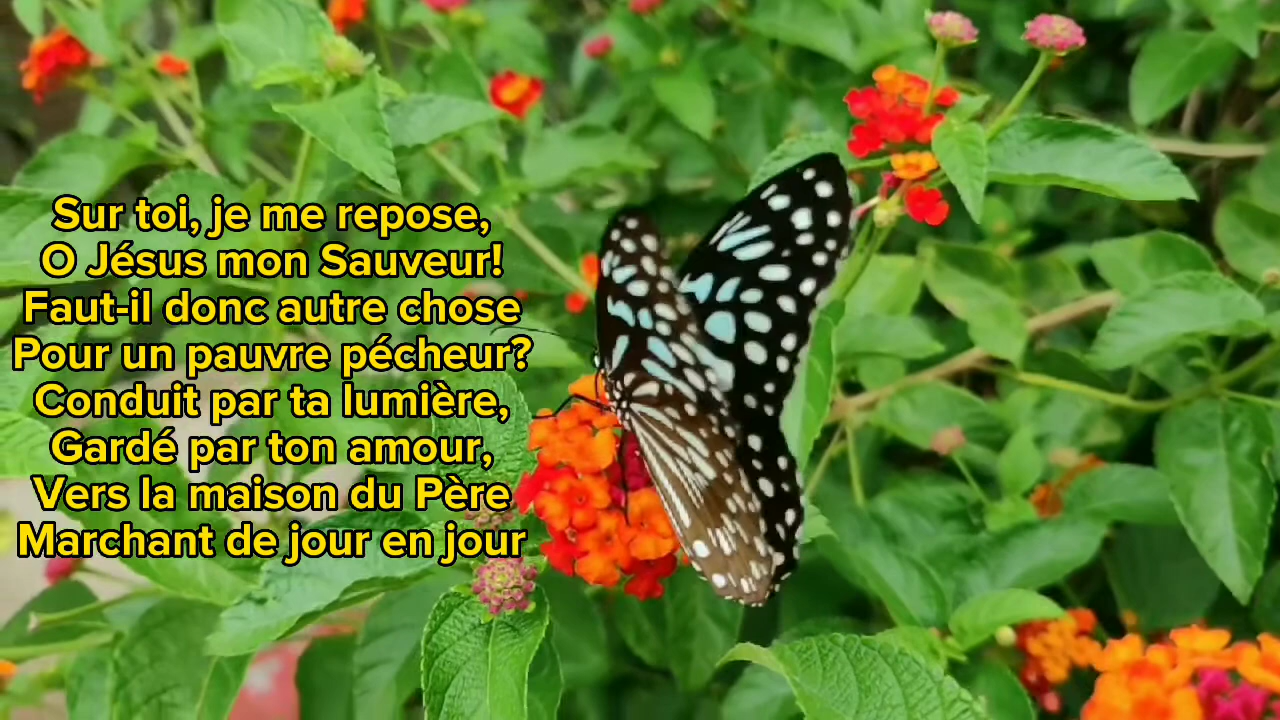 Sur toi, je me repose,
O Jésus mon Sauveur!
Faut-il donc autre chose
Pour un pauvre pécheur?
Conduit par ta lumière,
Gardé par ton amour,
Vers la maison du Père
Marchant de jour en jour